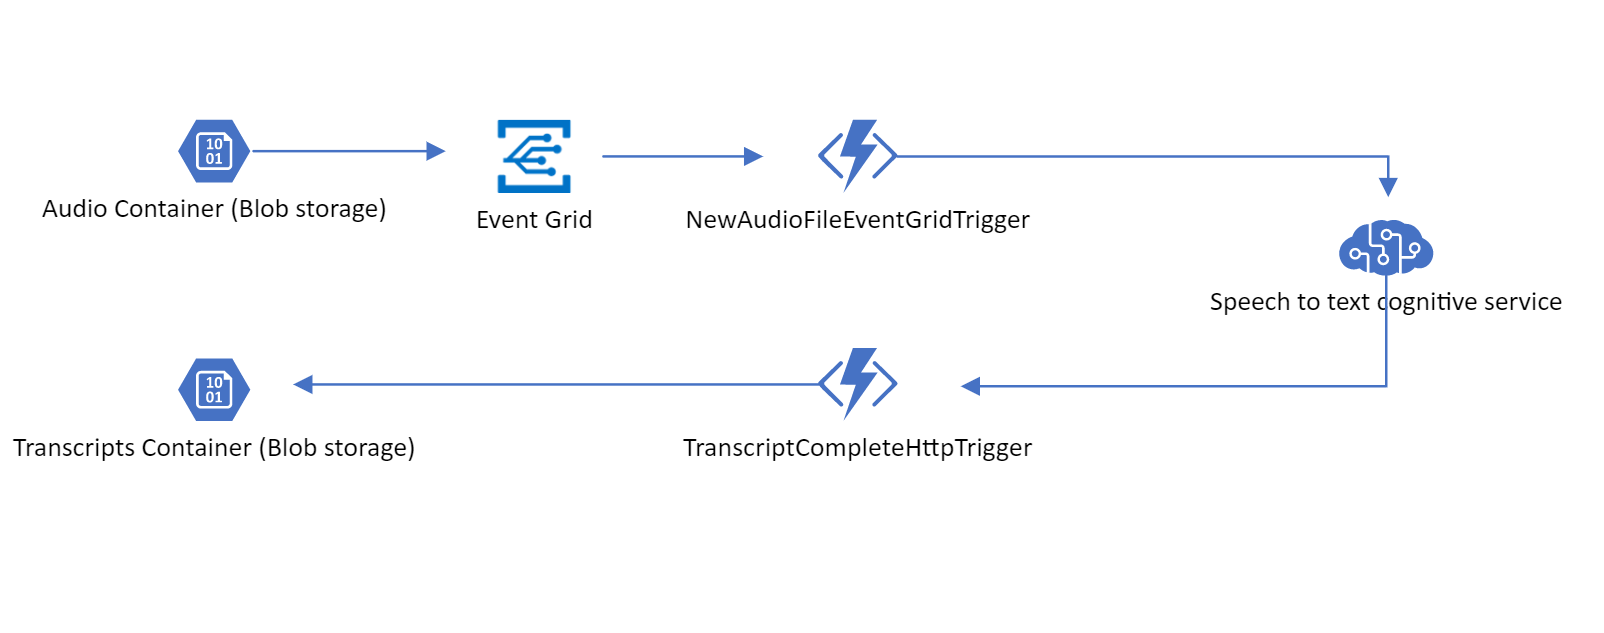 10
01
Audio Container (Blob storage)
Event Grid
NewAudioFileEventGridTrigger
Speech to text cognitive service
10
01
Transcripts Container (Blob storage)
TranscriptCompleteHttpTrigger